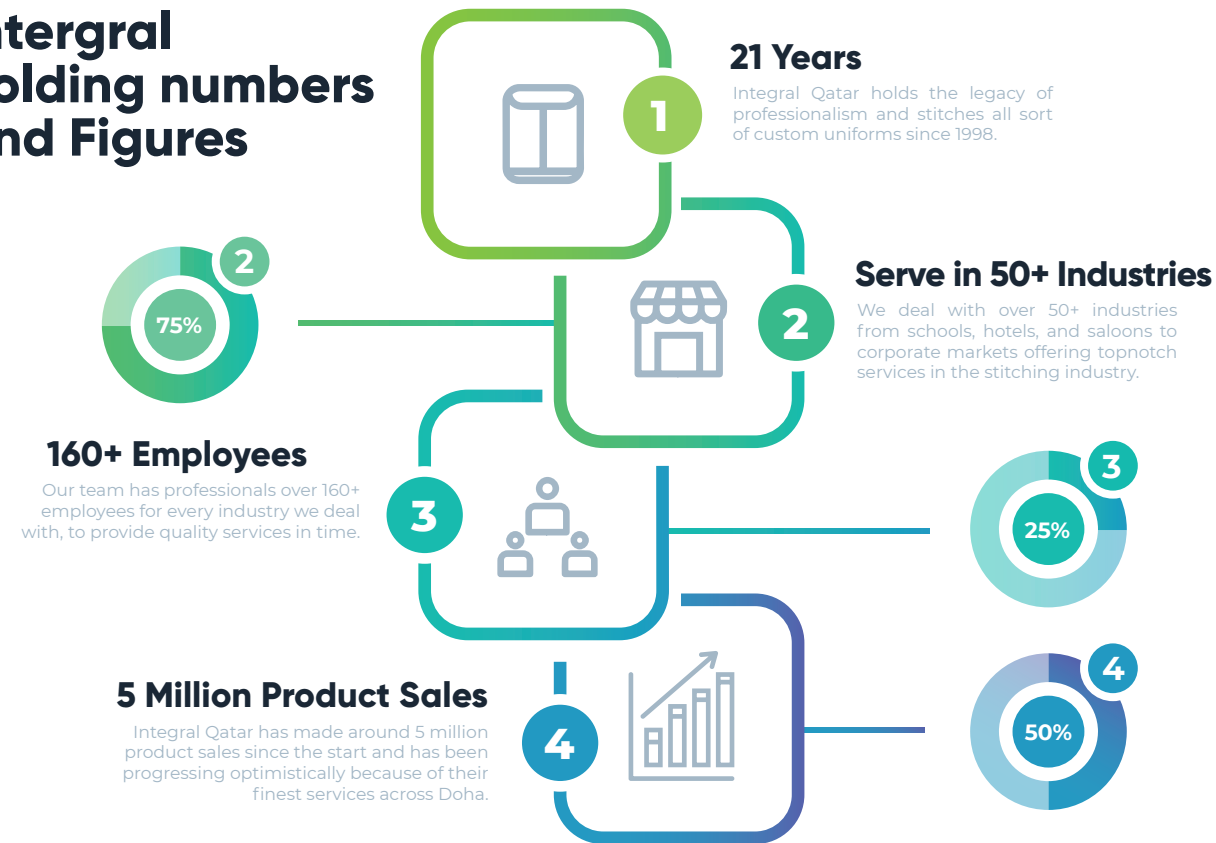 ntergral
olding numbers
nd Figures
1
21 Years
Integral Qatar holds the legacy of
professionalism and stitches all sort
of custom uniforms since 1998.
2
75%
2
Serve in 50+ Industries
We deal with over 50+ industries
from schools, hotels, and saloons to
corporate markets offering topnotch
services in the stitching industry.
160+ Employees
Our team has professionals over 160+
employees for every industry we deal
with, to provide quality services in time.
3
3
25%
5 Million Product Sales
Integral Qatar has made around 5 million
product sales since the start and has been
progressing optimistically because of their
finest services across Doha.
4
4
50%